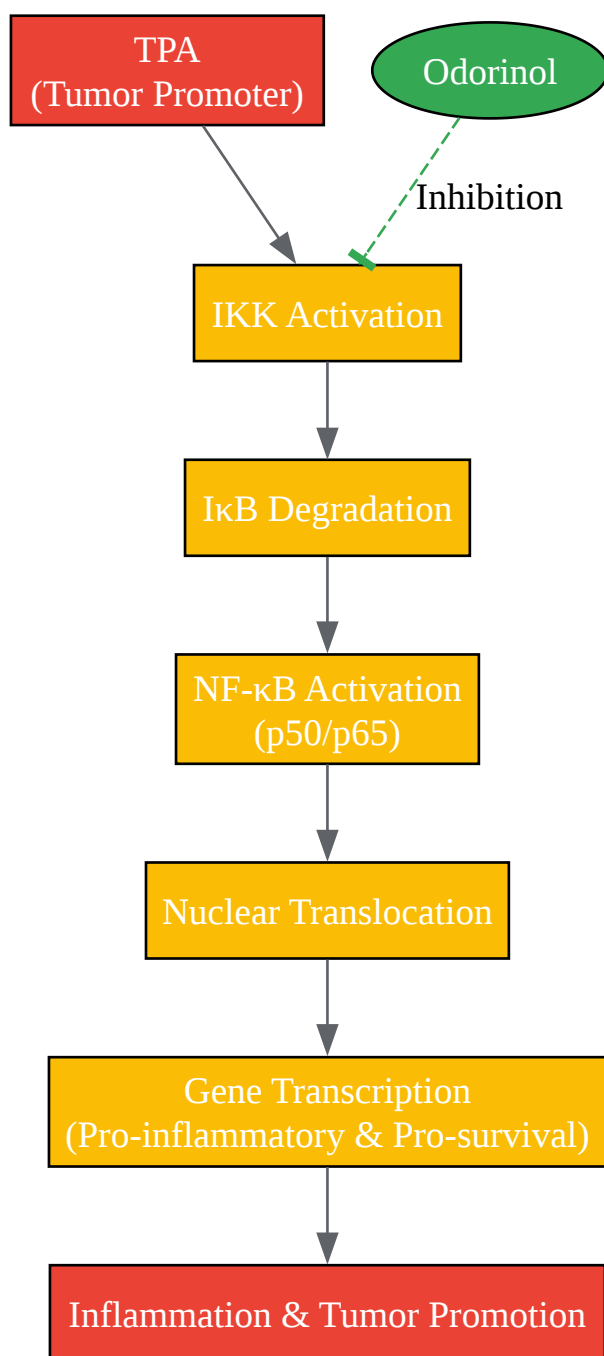 TPA
(Tumor Promoter)
Odorinol
Inhibition
IKK Activation
IκB Degradation
NF-κB Activation
(p50/p65)
Nuclear Translocation
Gene Transcription
(Pro-inflammatory & Pro-survival)
Inflammation & Tumor Promotion